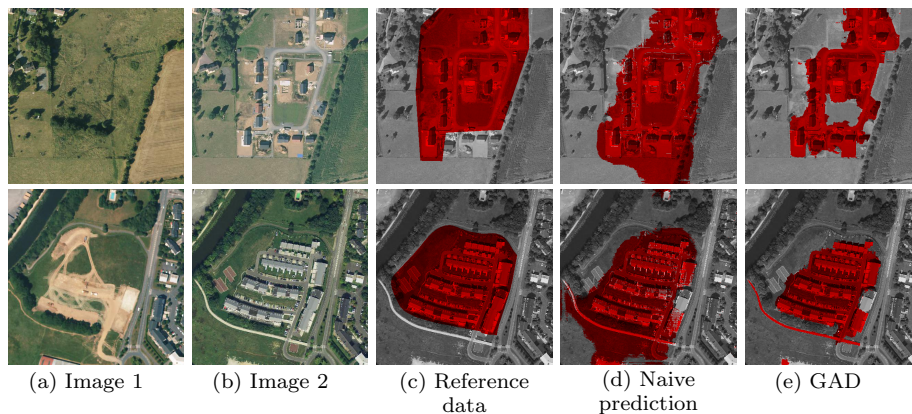 (a) Image 1
(b) Image 2
(c) Reference
data
(d) Naive
prediction
(e) GAD